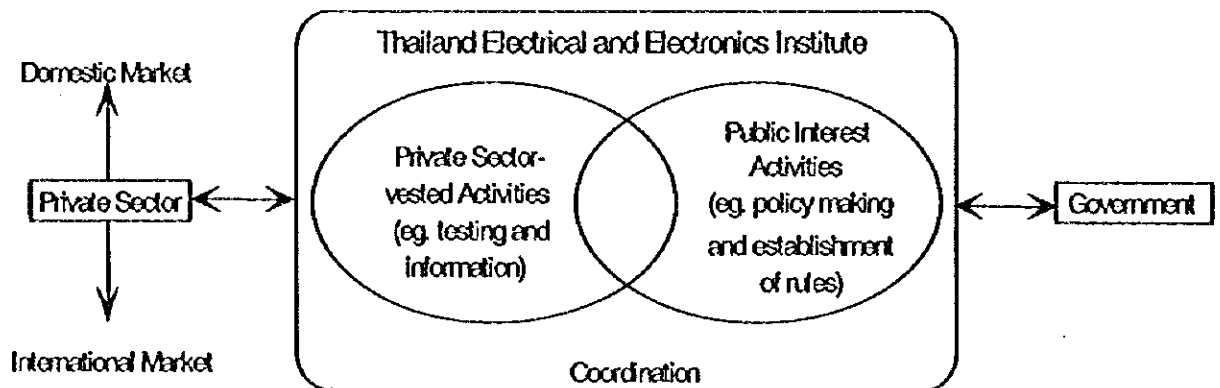 Thailand Electrical and Electronics Institute
Domestic Market
Private Sector
International Market
Private Sector-
vested Activities
(eg. testing and
information)
Public Interest
Activities
(eg. policy making
and establishment
of rules)
Government
Coordination